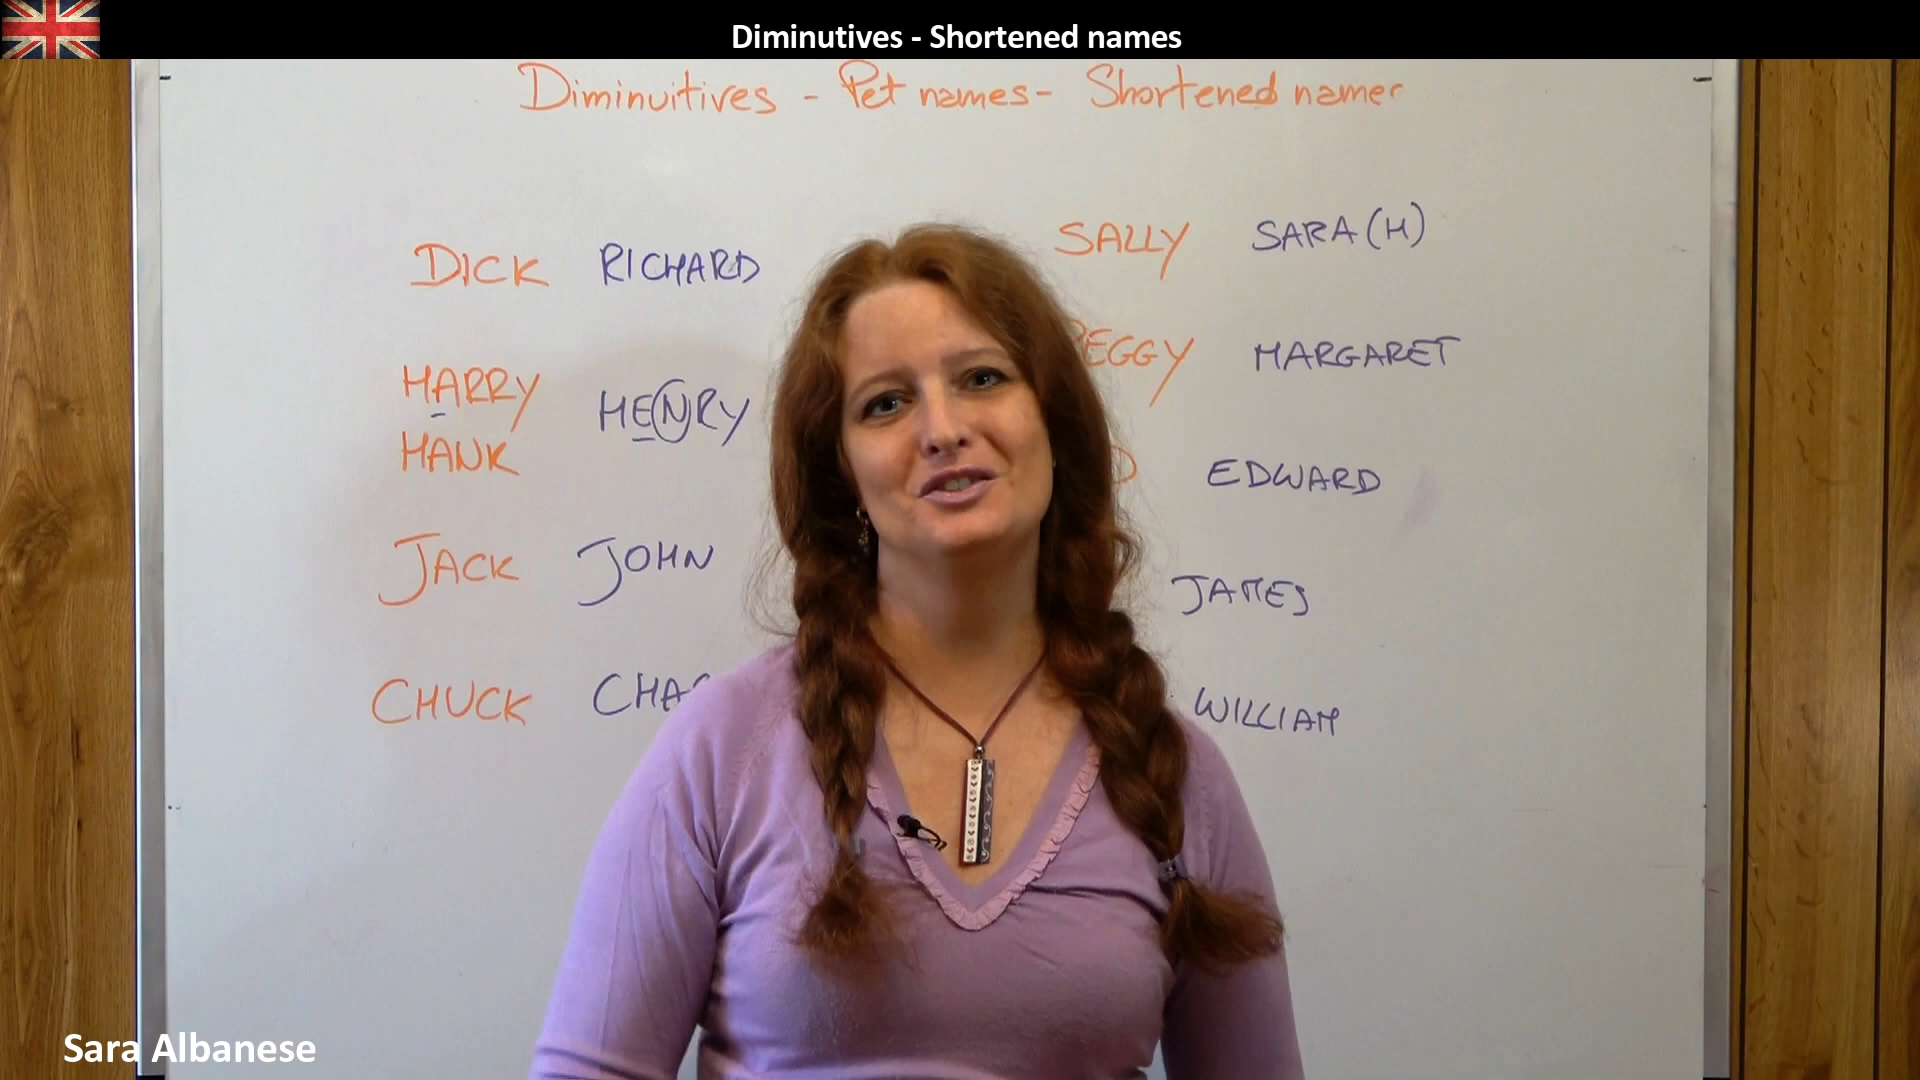 Diminutives - Shortened names
Diminuitives - Pet names - Shortened names
DICK RICHARD
HARRY HENRY
HANK
JACK JOHN
CHUCK
SALLY SARA(H)
PEGGY MARGARET
EDWARD
JAMES
WILLIAM
Sara Albanese